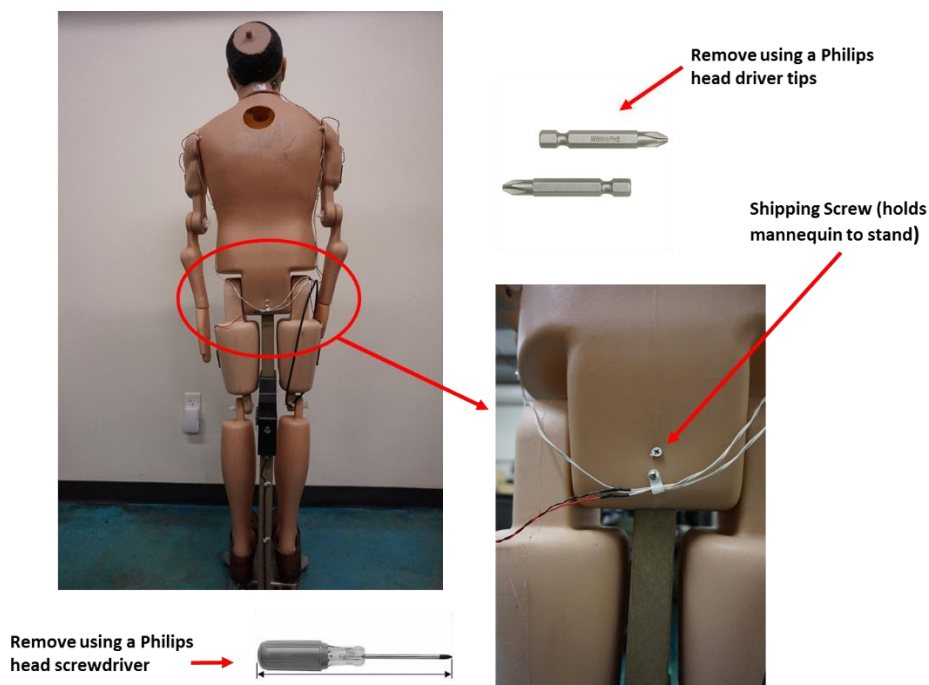 Remove using a Philips
head driver tips
Shipping Screw (holds
mannequin to stand)
Remove using a Philips
head screwdriver